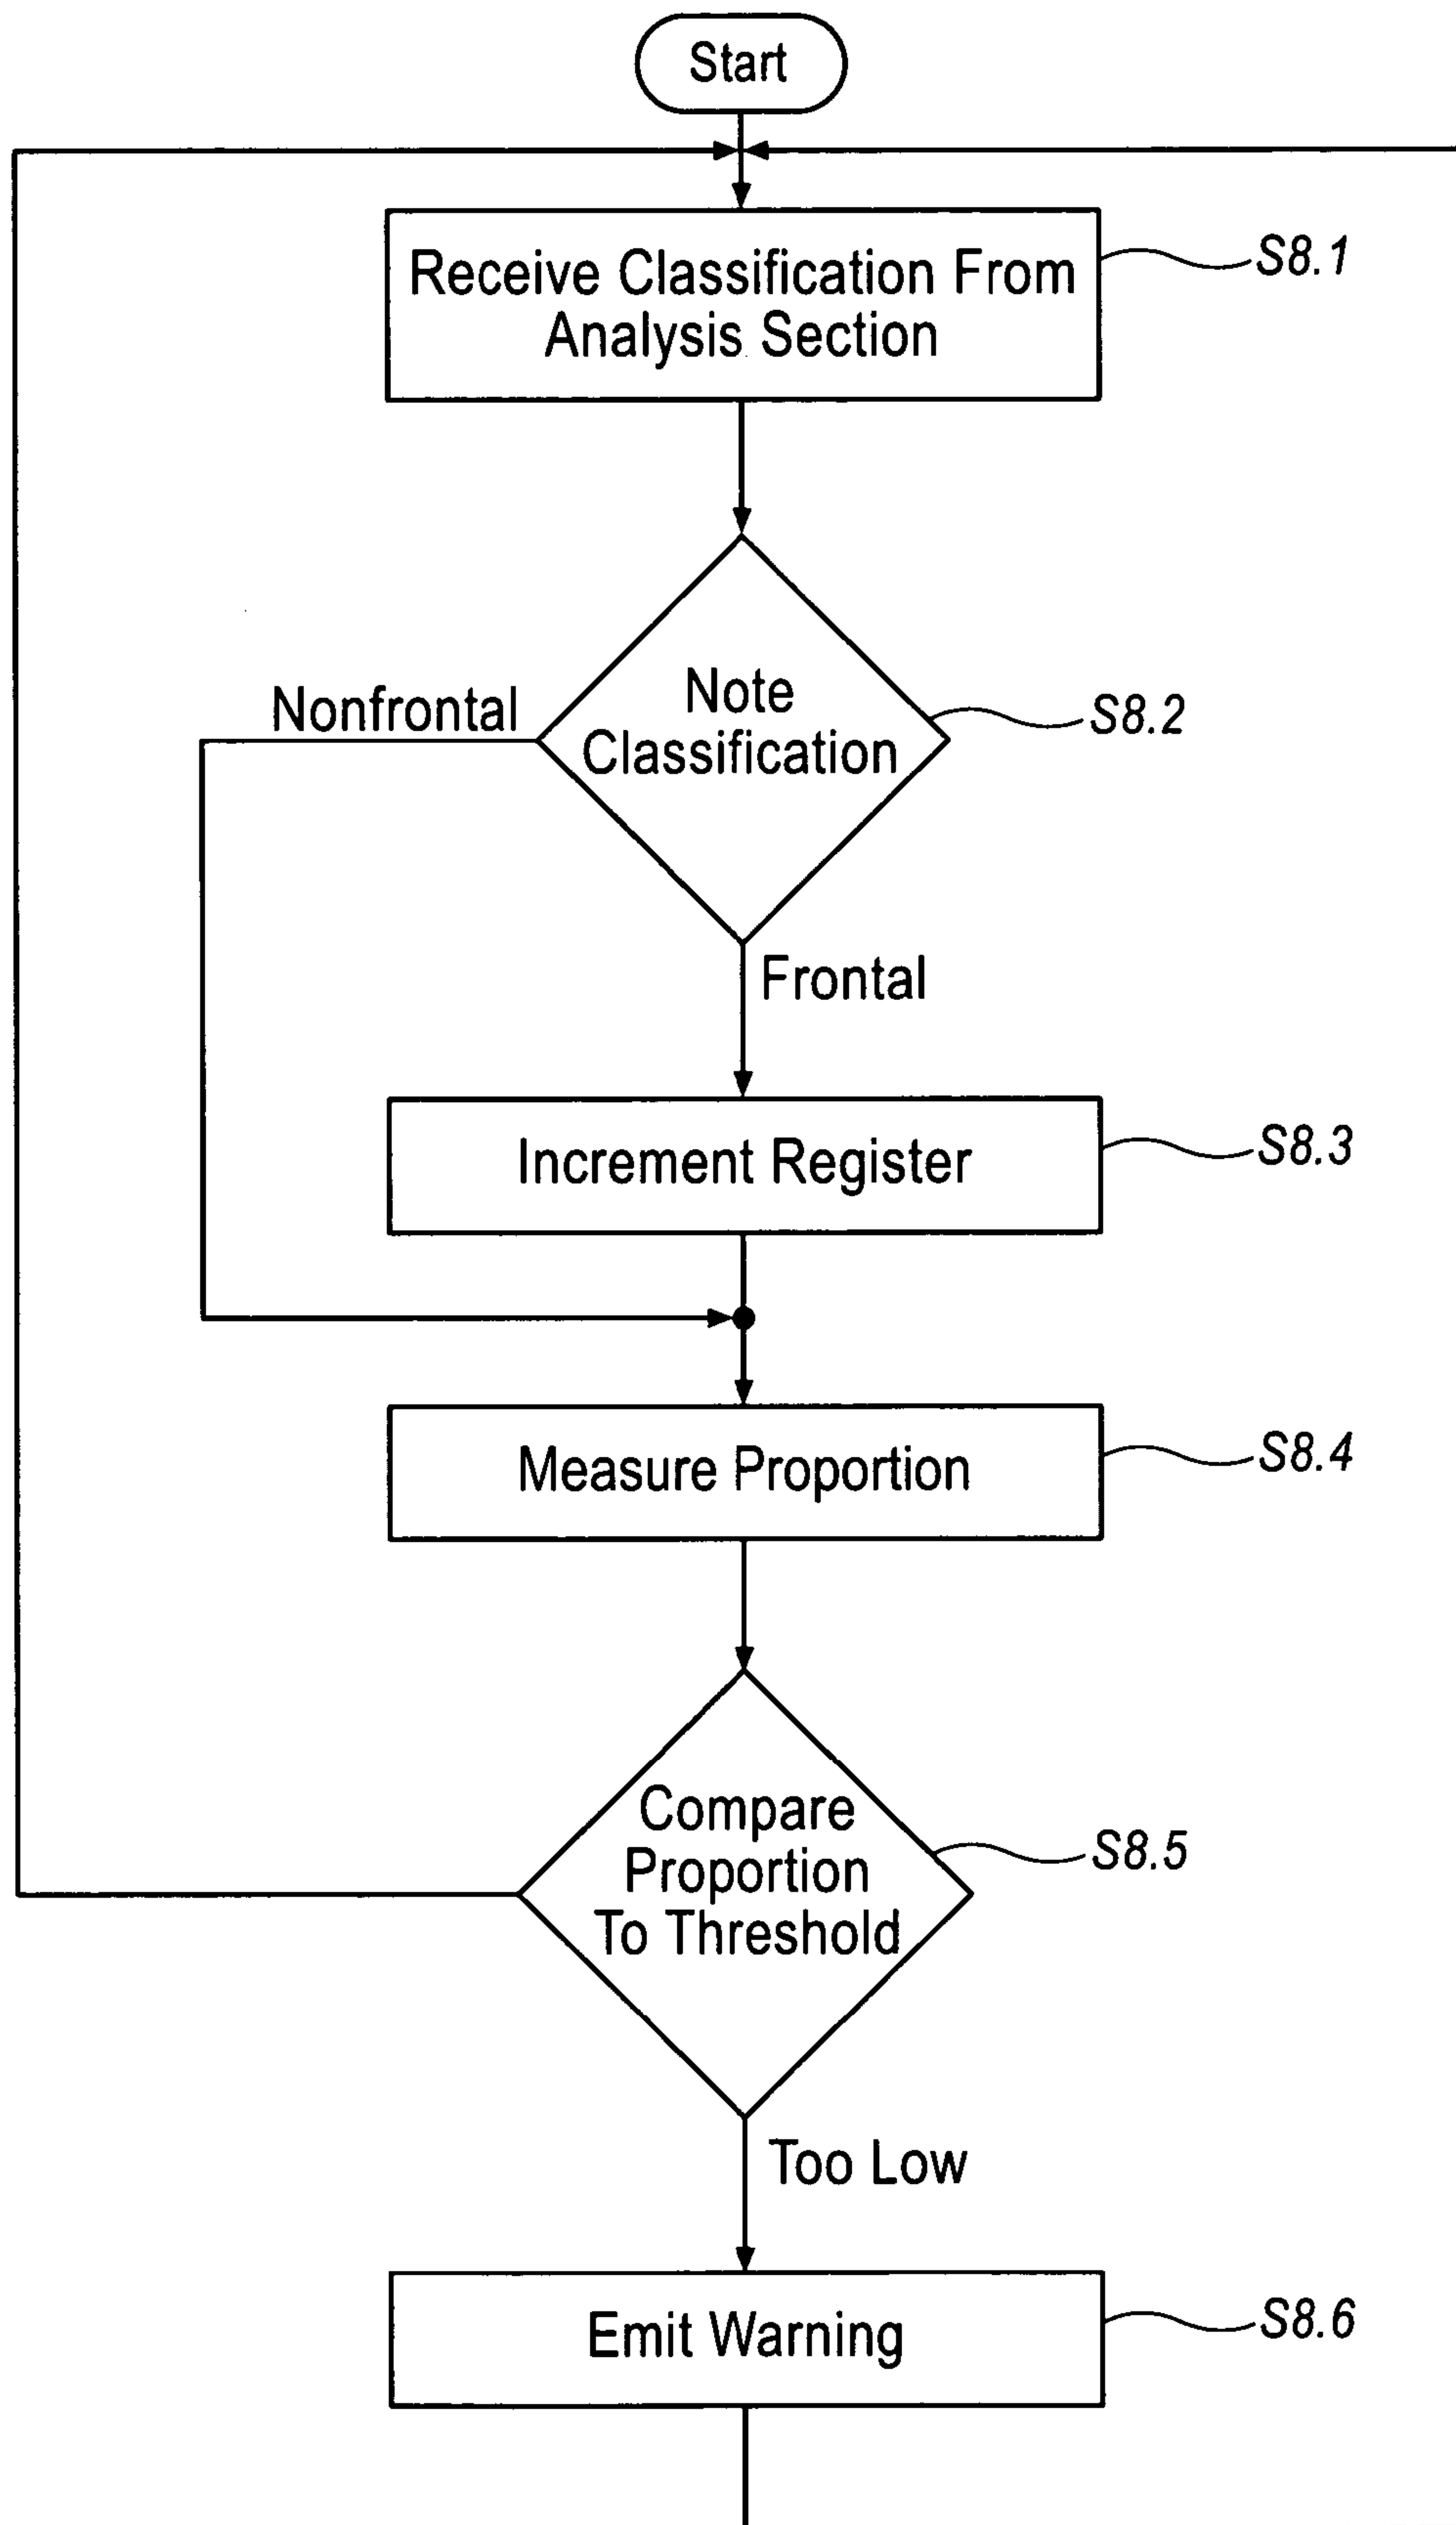 Start
Receive Classification From
Analysis Section
S8.1
Note
Classification
S8.2
Nonfrontal
Frontal
Increment Register
S8.3
Measure Proportion
S8.4
Compare
Proportion
To Threshold
S8.5
Too Low
Emit Warning
S8.6